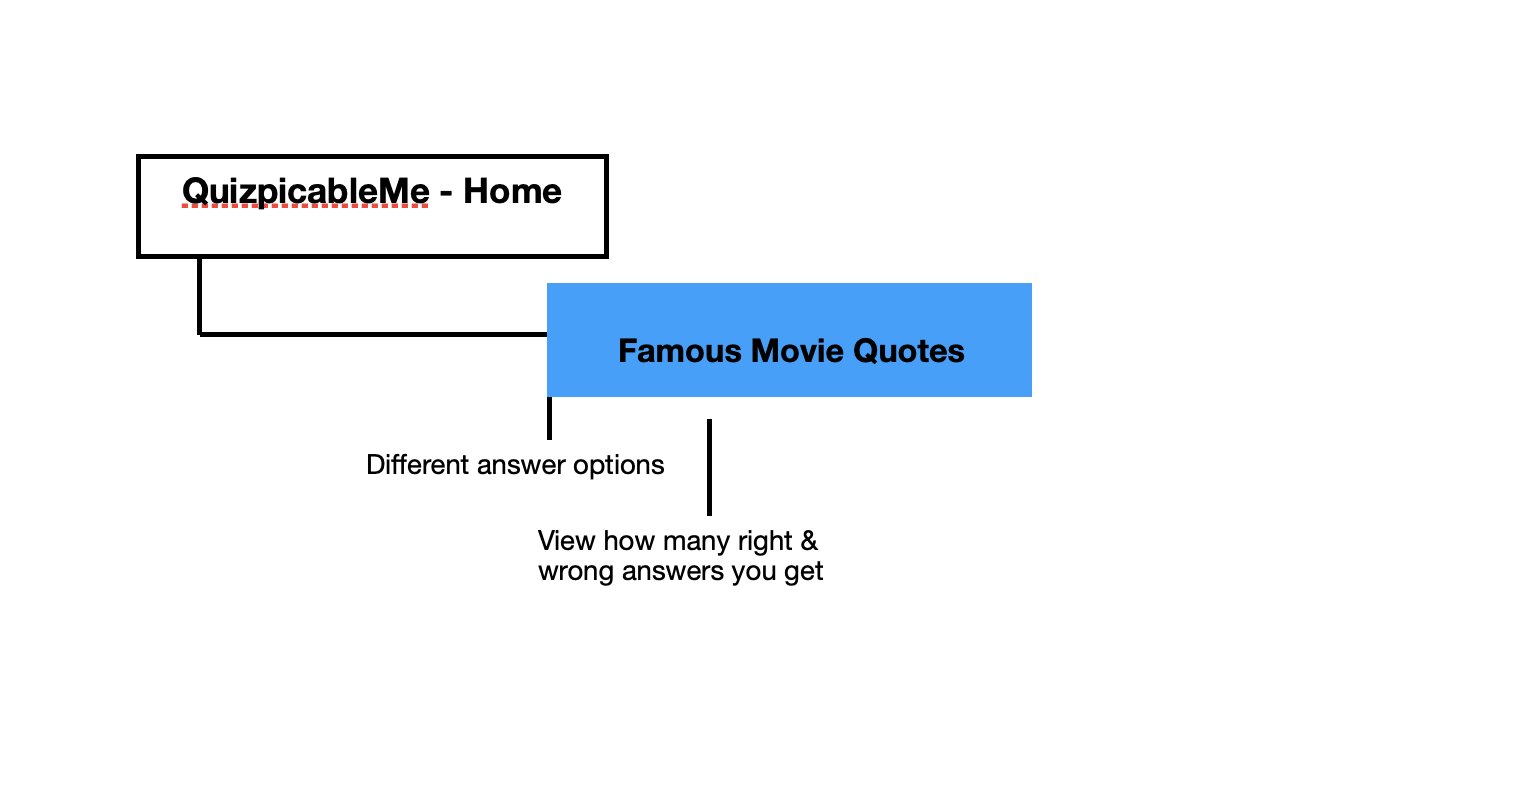 QuizpicableMe - Home
Famous Movie Quotes
Different answer options
View how many right &
wrong answers you get